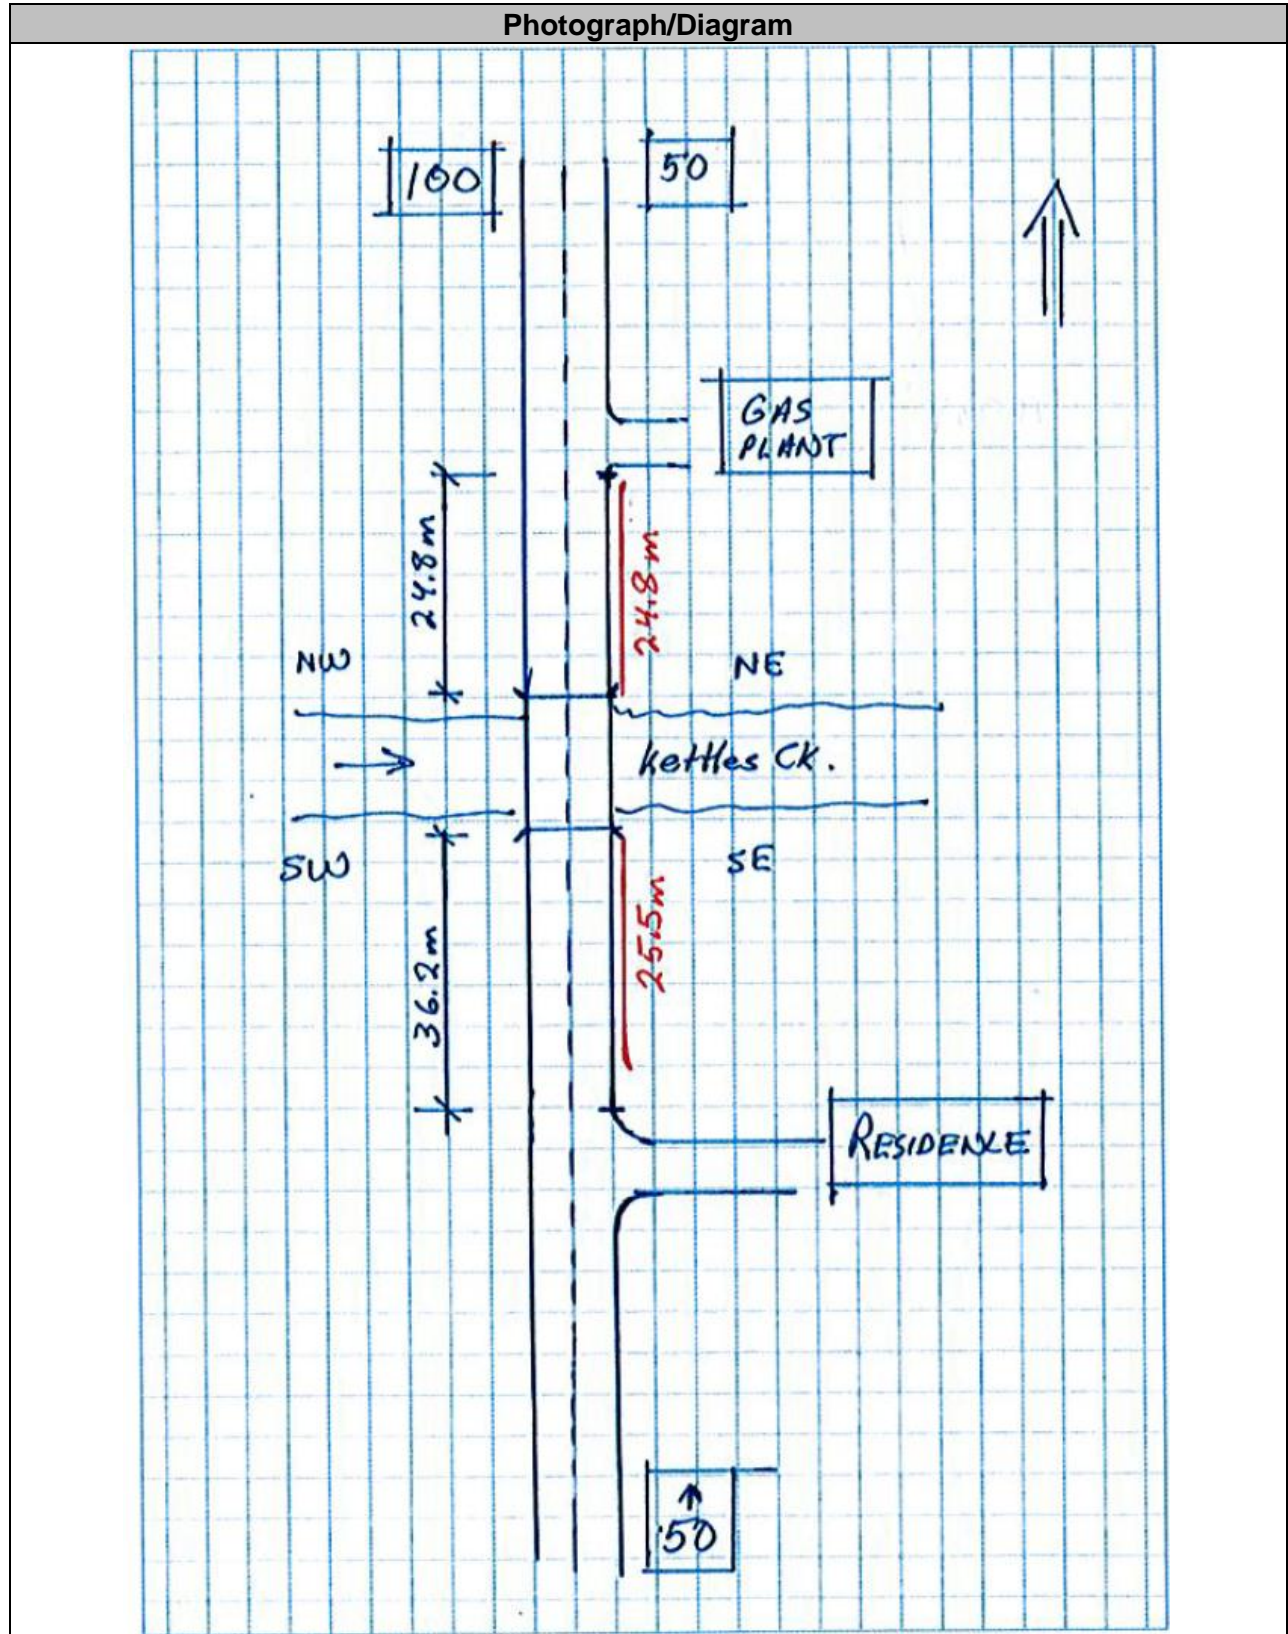 Photograph/Diagram
100
50
GAS
PLANT
24.8m
24.8m
NW
NE
Kettles CK.
SW
SE
36.2m
25.5m
RESIDENCE
50